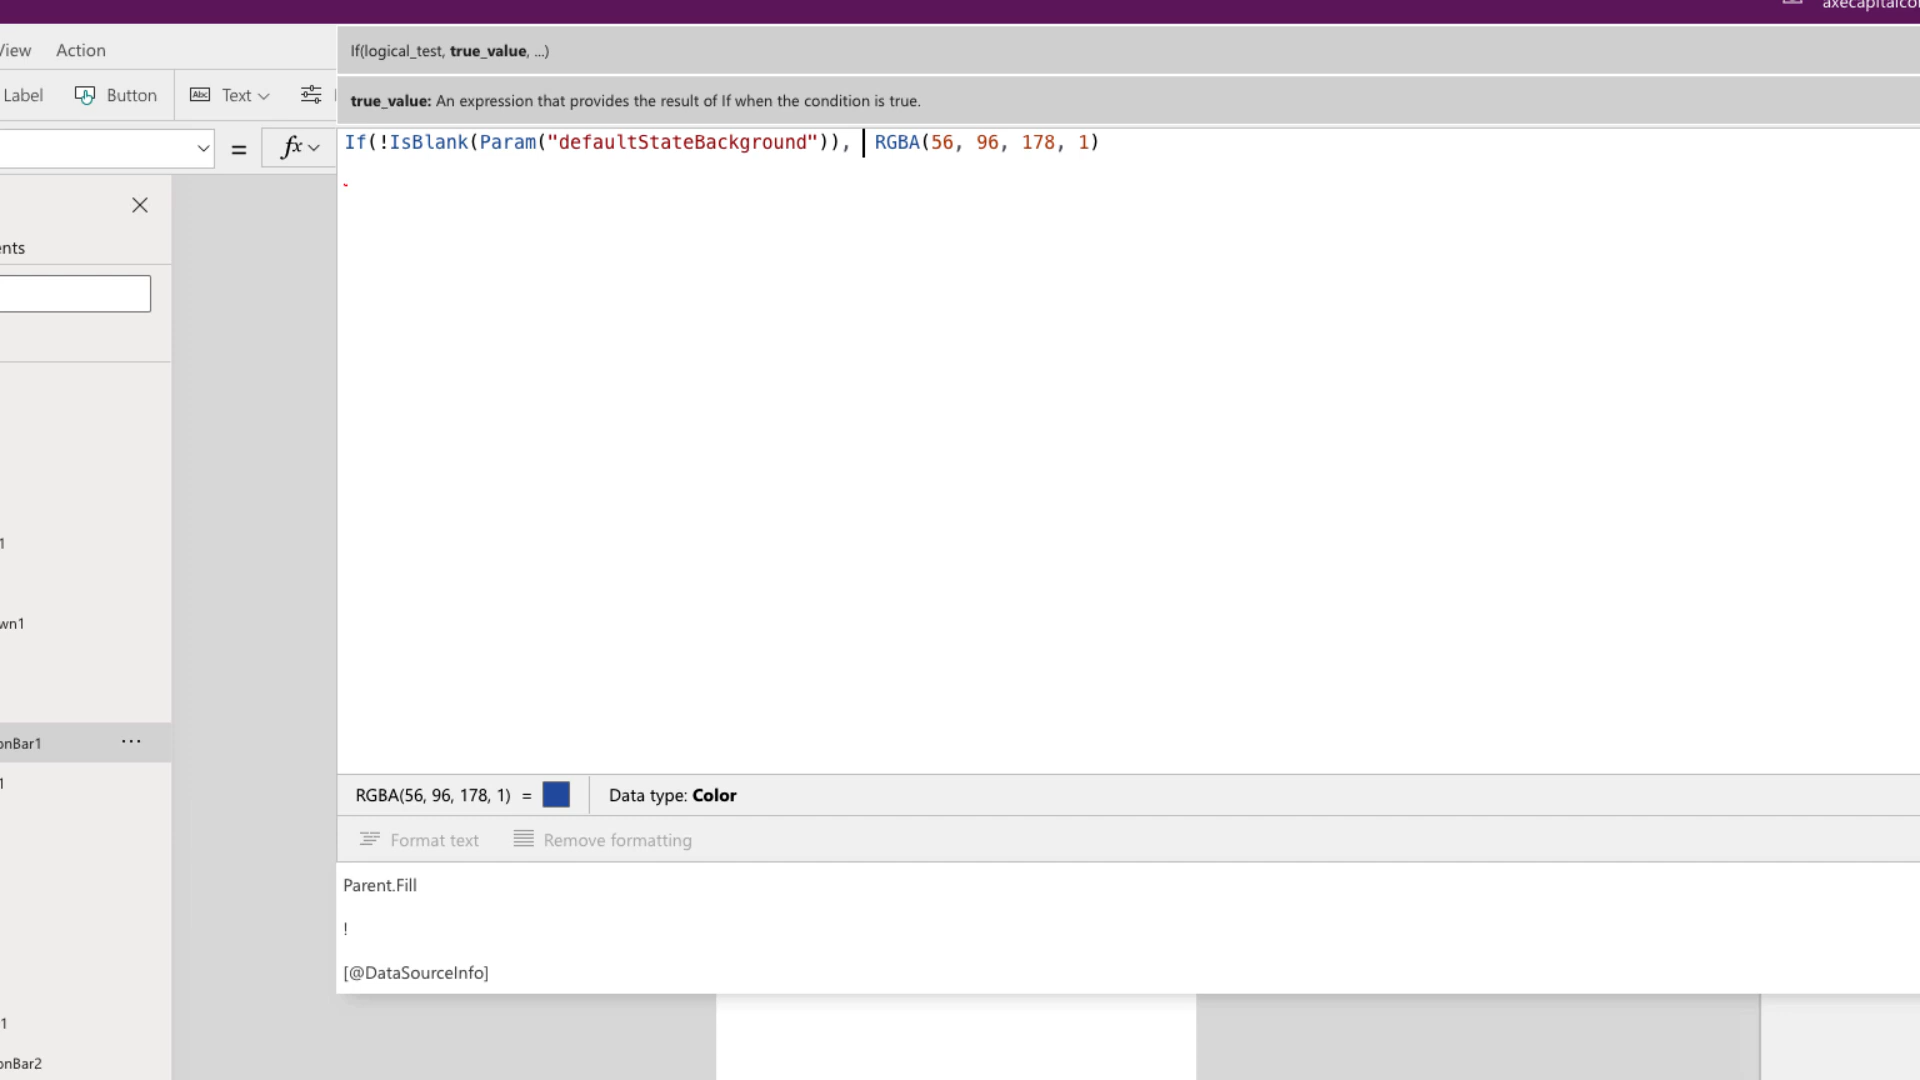 axecapitalco
View Action
If(logical_test, true_value, ...)
Label Button Text
true_value: An expression that provides the result of If when the condition is true.
= fx If(!IsBlank(Param("defaultStateBackground")), RGBA(56, 96, 178, 1)
ents
1
wn1
onBar1 ...
1
RGBA(56, 96, 178, 1) = Data type: Color
Format text Remove formatting
Parent.Fill
!
[@DataSourceInfo]
1
onBar2